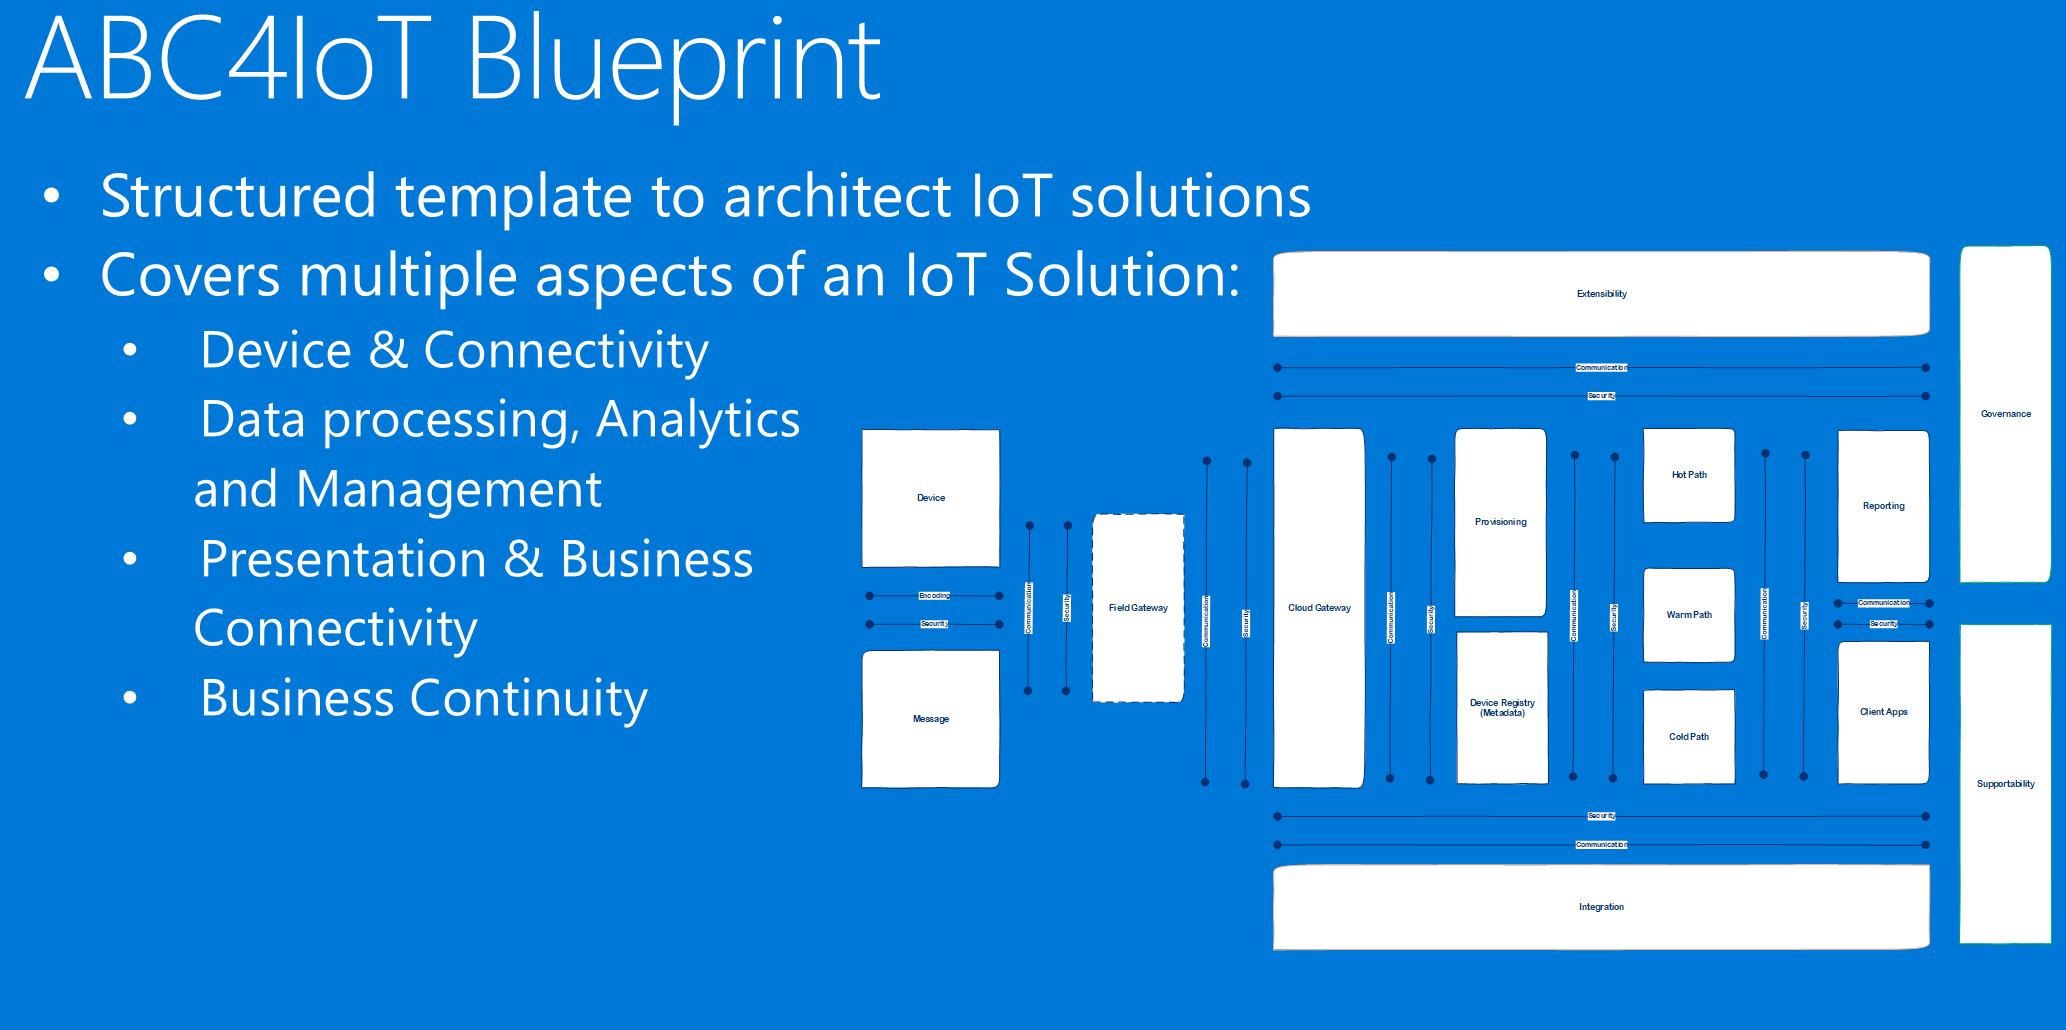 ABC4IoT Blueprint
• Structured template to architect IoT solutions
• Covers multiple aspects of an IoT Solution:
• Device & Connectivity
• Data processing, Analytics
and Management
• Presentation & Business
Connectivity
• Business Continuity
Extensibility
Communication
Security
Governance
Device
Encoding
Security
Message
Communication
Security
Field Gateway
Communication
Security
Cloud Gateway
Communication
Security
Provisioning
Device Registry
(Metadata)
Communication
Security
Hot Path
Warm Path
Cold Path
Communication
Security
Reporting
Communication
Security
Client Apps
Supportability
Security
Communication
Integration